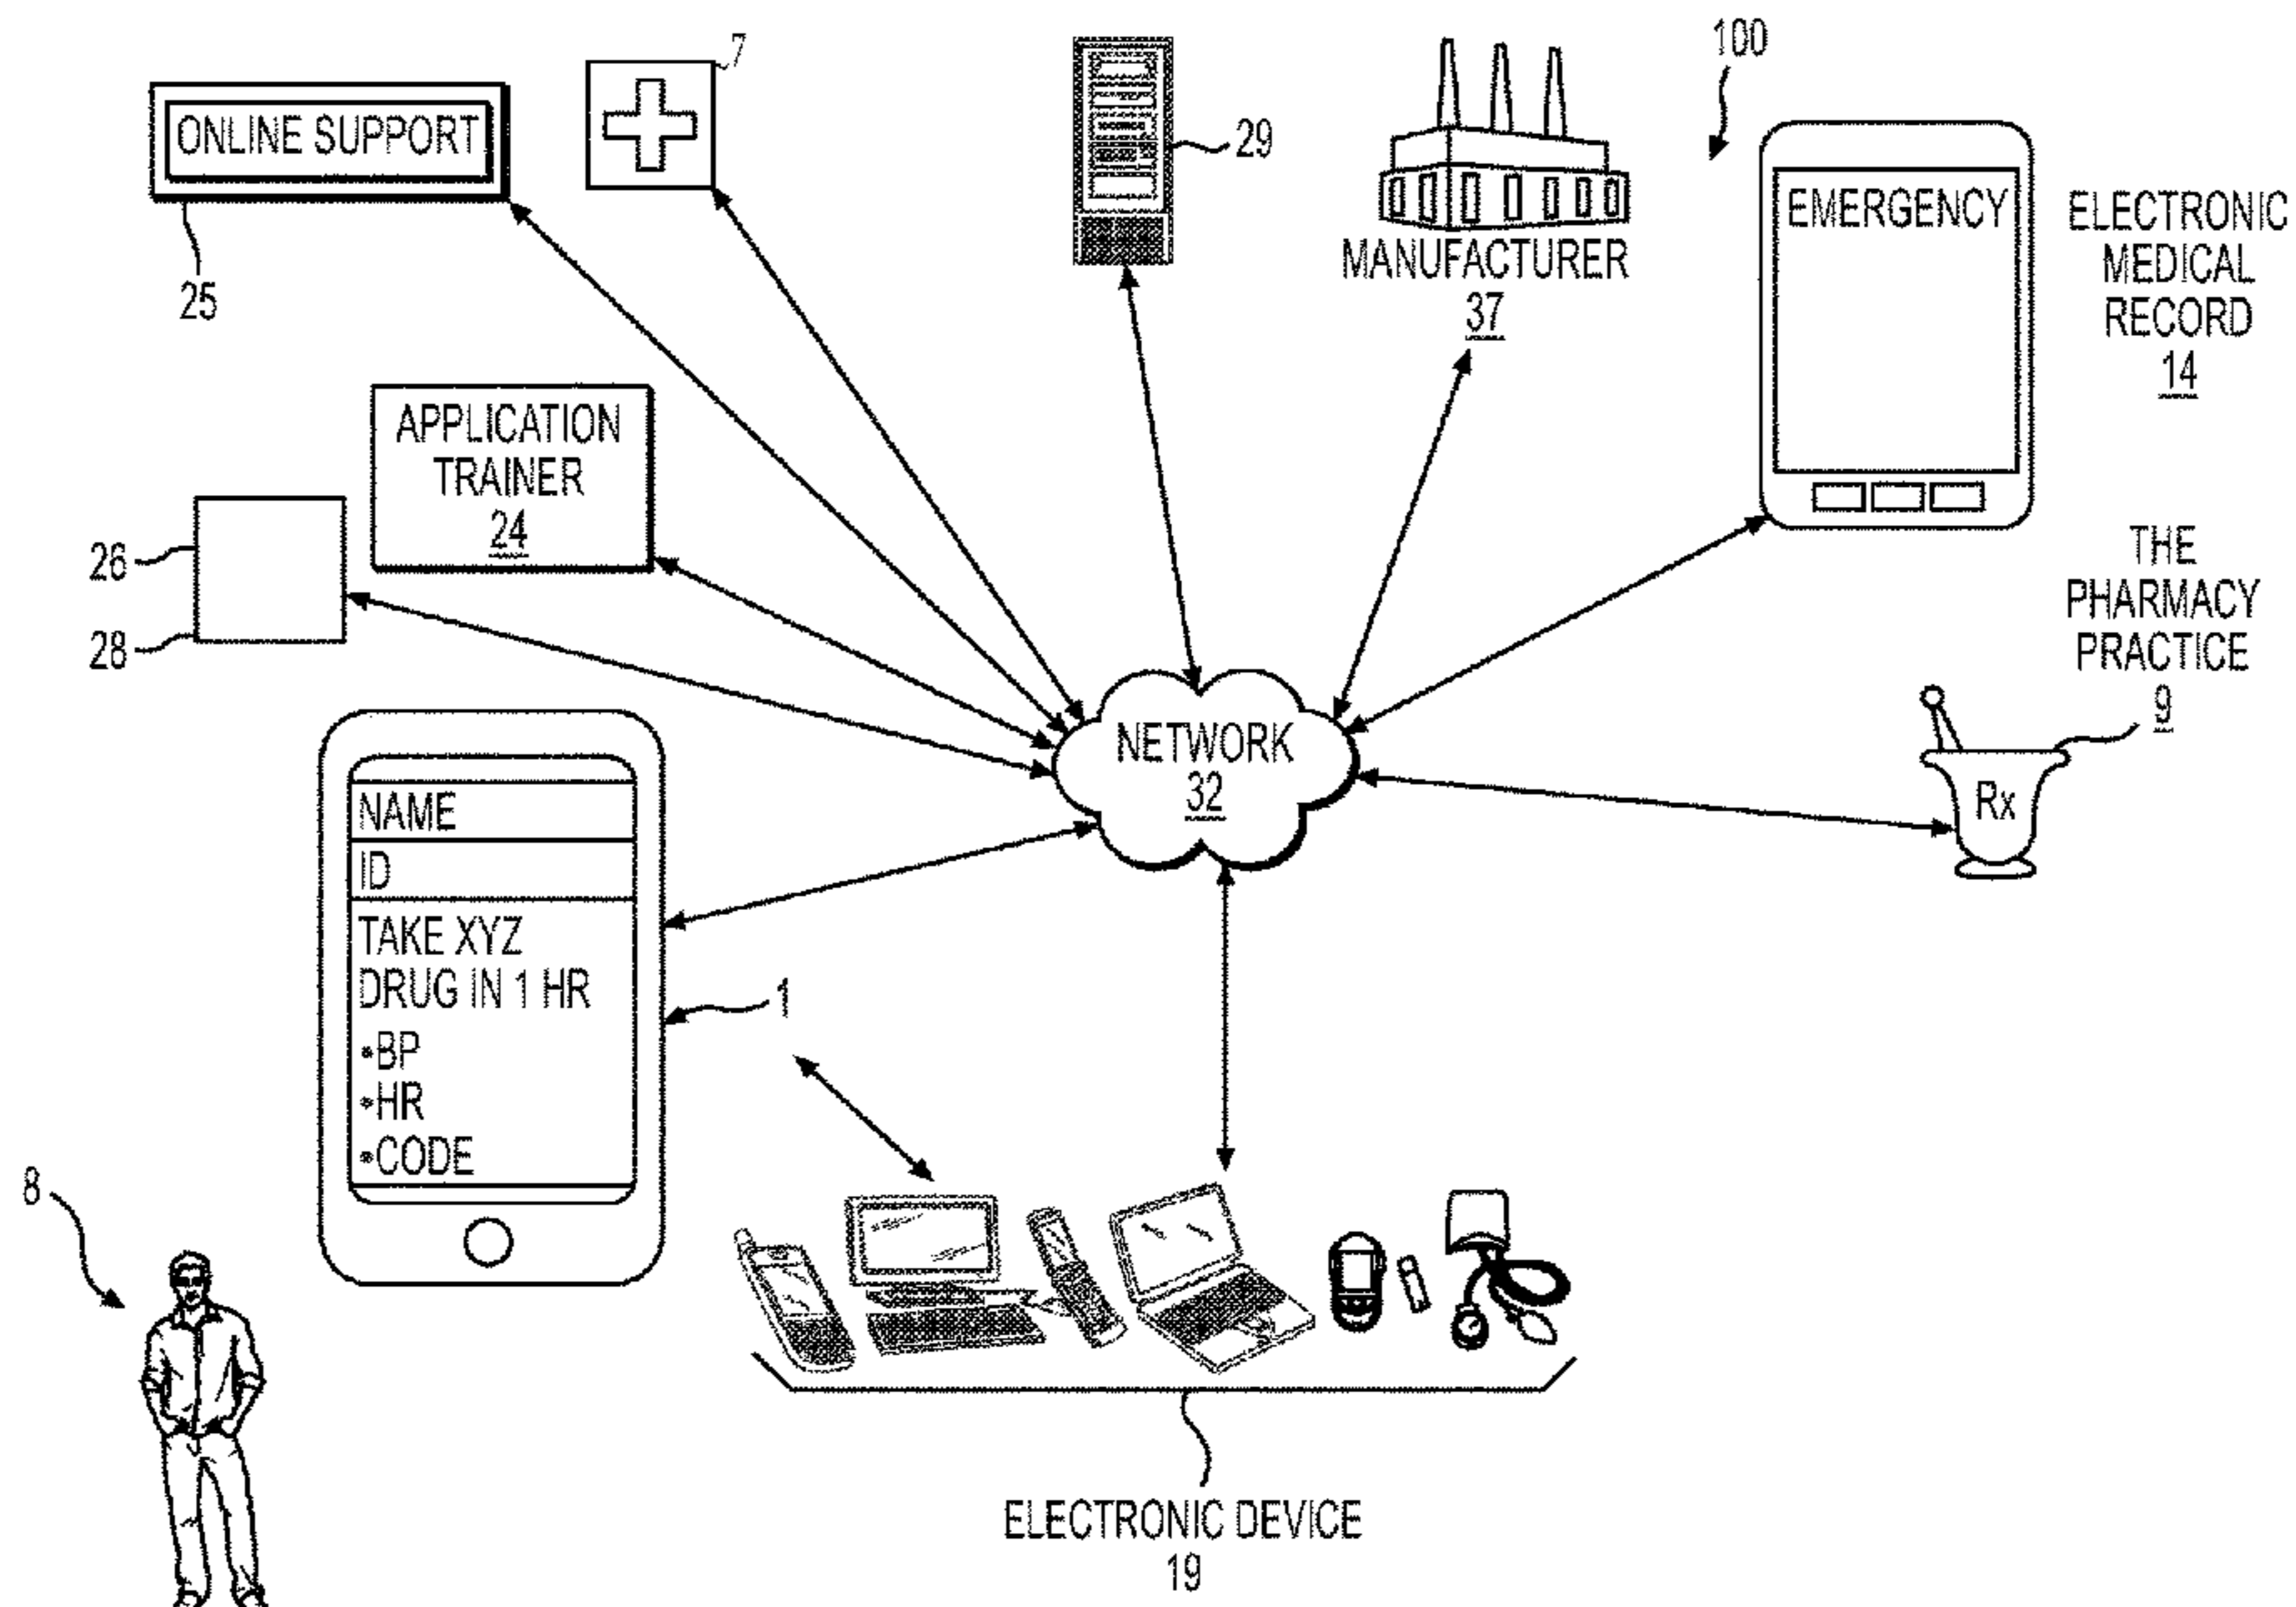 100
7
ONLINE SUPPORT
25
29
MANUFACTURER
37
EMERGENCY
ELECTRONIC
MEDICAL
RECORD
14
APPLICATION
TRAINER
24
26
28
THE
PHARMACY
PRACTICE
9
Rx
NETWORK
32
NAME
ID
TAKE XYZ
DRUG IN 1 HR
•BP
•HR
•CODE
1
8
ELECTRONIC DEVICE
19